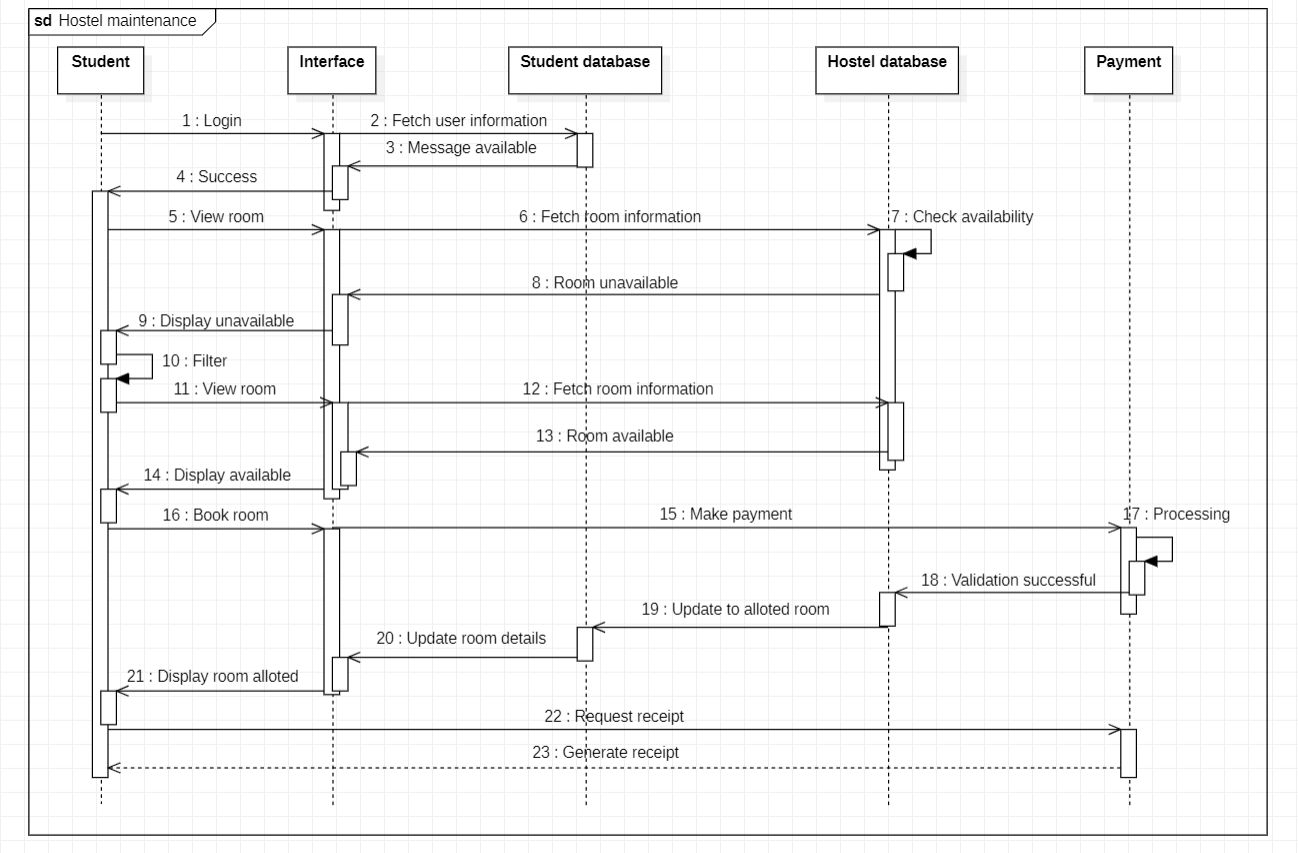 sd Hostel maintenance
Student
Interface
Student database
Hostel database
Payment
1 : Login
2 : Fetch user information
3 : Message available
4 : Success
5 : View room
6 : Fetch room information
7 : Check availability
8 : Room unavailable
9 : Display unavailable
10 : Filter
11 : View room
12 : Fetch room information
13 : Room available
14 : Display available
16 : Book room
15 : Make payment
17 : Processing
18 : Validation successful
19 : Update to alloted room
20 : Update room details
21 : Display room alloted
22 : Request receipt
23 : Generate receipt